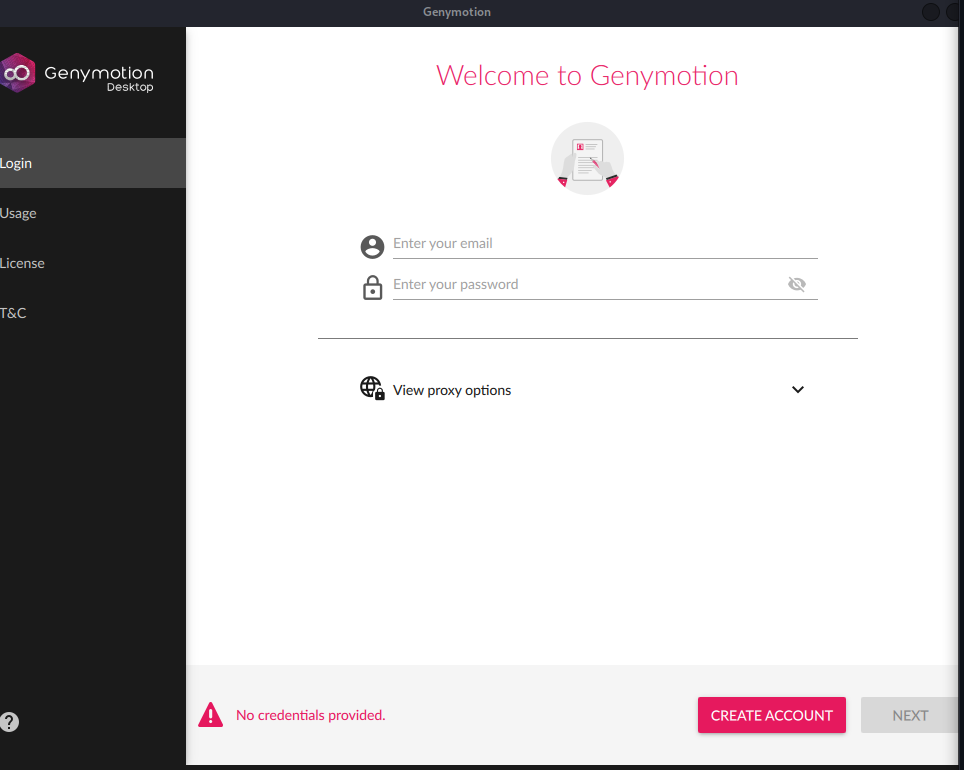 Genymotion
Genymotion
Desktop
Login
Usage
License
T&C
Welcome to Genymotion
Enter your email
Enter your password
View proxy options
No credentials provided.
CREATE ACCOUNT
NEXT